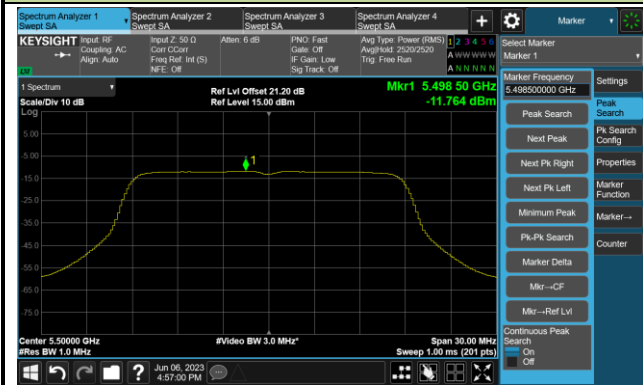 Spectrum Analyzer 1
Swept SA
Spectrum Analyzer 2
Swept SA
Spectrum Analyzer 3
Swept SA
Spectrum Analyzer 4
Swept SA
+
Marker
KEYSIGHT
Input: RF
Coupling: AC
Align: Auto
Input Z: 50 Ω
Corr CCorr
Freq Ref: Int (S)
NFE: Off
Atten: 6 dB
PNO: Fast
Gate: Off
IF Gain: Low
Sig Track: Off
Avg Type: Power (RMS)
Avg|Hold: 2520/2520
Trig: Free Run
1 2 3 4 5 6
A W W W W W
A N N N N N
Select Marker
Marker 1
1 Spectrum
Scale/Div 10 dB
Ref Lvl Offset 21.20 dB
Ref Level 15.00 dBm
Mkr1 5.498 50 GHz
-11.764 dBm
Log
5.00
-5.00
-15.0
-25.0
-35.0
-45.0
-55.0
-65.0
-75.0
1
Center 5.50000 GHz
#Res BW 1.0 MHz
#Video BW 3.0 MHz*
Span 30.00 MHz
Sweep 1.00 ms (201 pts)
Marker Frequency
5.498500000 GHz
Peak Search
Next Peak
Next Pk Right
Next Pk Left
Minimum Peak
Pk-Pk Search
Marker Delta
Mkr→CF
Mkr→Ref Lvl
Continuous Peak
Search
On
Off
Settings
Peak
Search
Pk Search
Config
Properties
Marker
Function
Marker→
Counter
?
Jun 06, 2023
4:57:00 PM